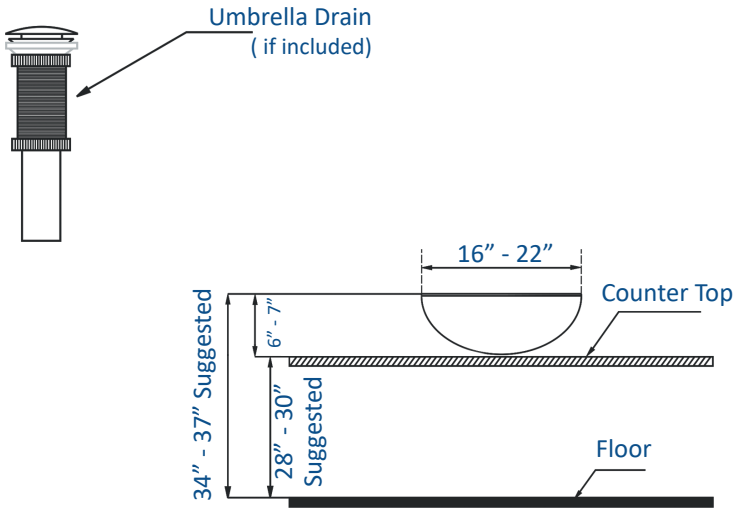 Umbrella Drain
( if included)
16” - 22”
Counter Top
6” - 7”
34” - 37” Suggested
28” - 30”
Suggested
Floor